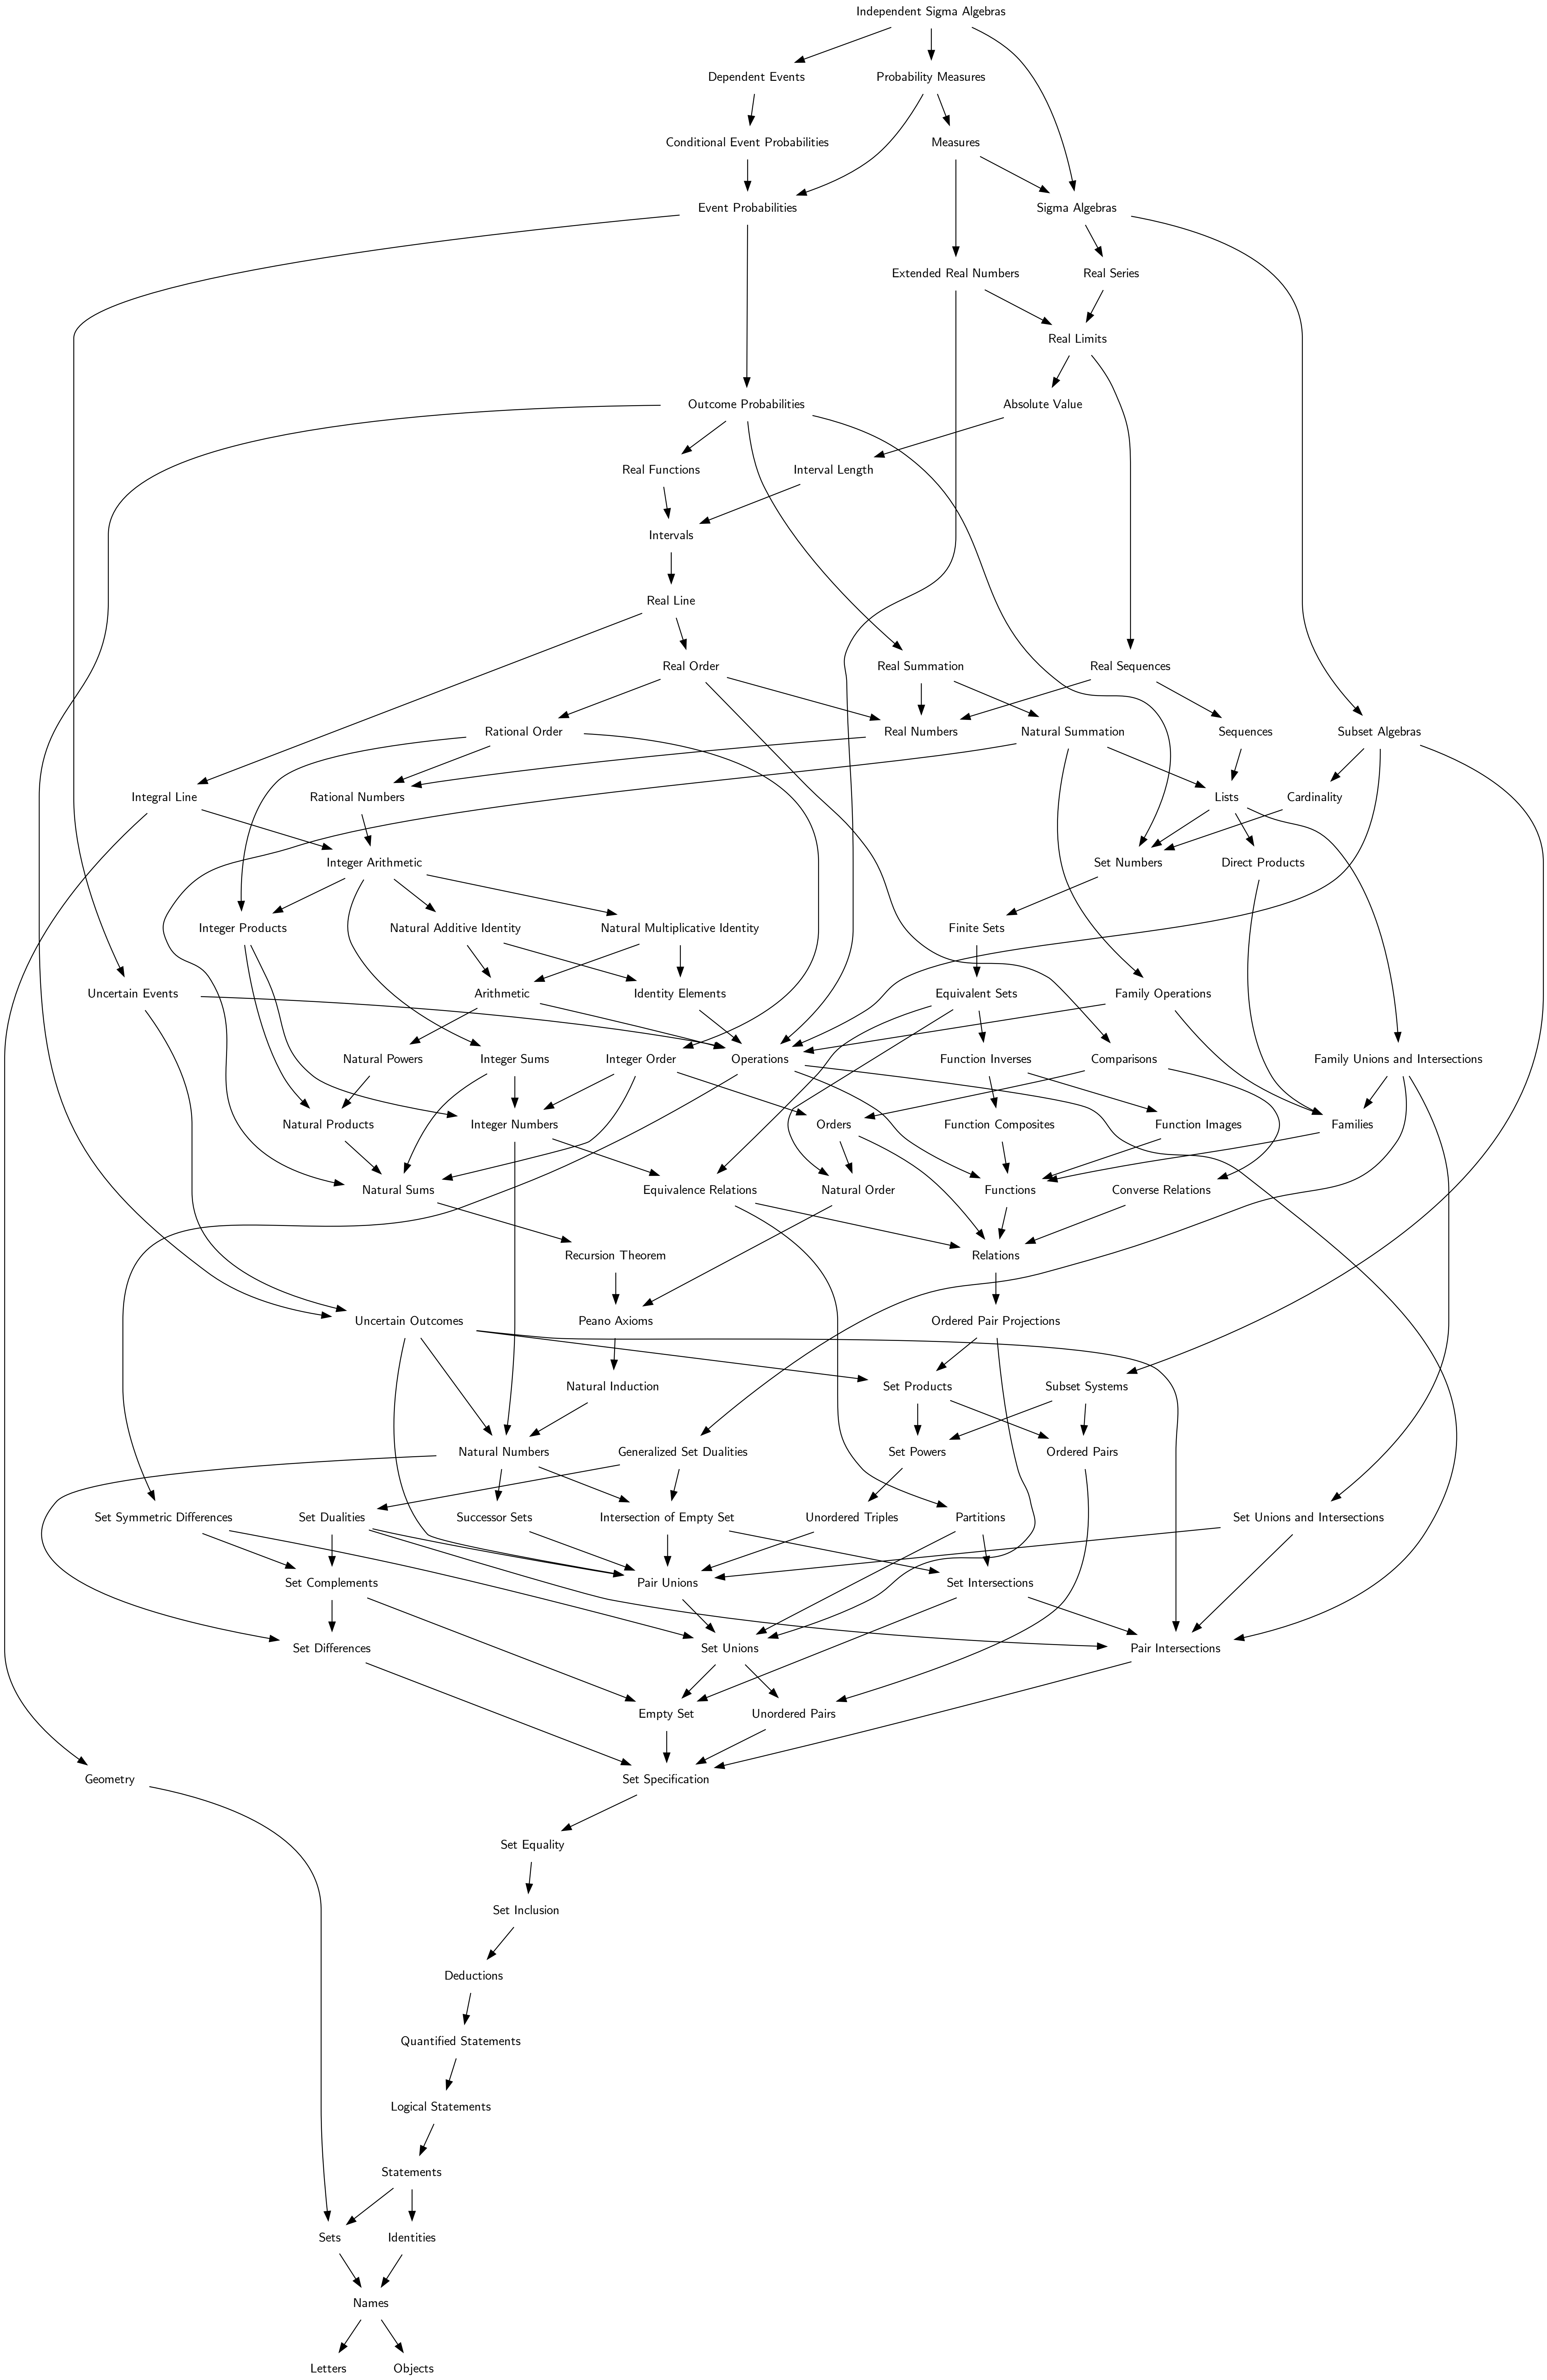 Independent Sigma Algebras
Dependent Events
Probability Measures
Conditional Event Probabilities
Measures
Event Probabilities
Sigma Algebras
Extended Real Numbers
Real Series
Real Limits
Outcome Probabilities
Absolute Value
Real Functions
Interval Length
Intervals
Real Line
Real Order
Real Summation
Real Sequences
Rational Order
Real Numbers
Natural Summation
Sequences
Subset Algebras
Integral Line
Rational Numbers
Lists
Cardinality
Integer Arithmetic
Set Numbers
Direct Products
Integer Products
Natural Additive Identity
Natural Multiplicative Identity
Finite Sets
Uncertain Events
Arithmetic
Identity Elements
Equivalent Sets
Family Operations
Natural Powers
Integer Sums
Integer Order
Operations
Function Inverses
Comparisons
Family Unions and Intersections
Natural Products
Integer Numbers
Orders
Function Composites
Function Images
Families
Natural Sums
Equivalence Relations
Natural Order
Functions
Converse Relations
Recursion Theorem
Relations
Uncertain Outcomes
Peano Axioms
Ordered Pair Projections
Natural Induction
Set Products
Subset Systems
Natural Numbers
Generalized Set Dualities
Set Powers
Ordered Pairs
Set Symmetric Differences
Set Dualities
Successor Sets
Intersection of Empty Set
Unordered Triples
Partitions
Set Unions and Intersections
Set Complements
Pair Unions
Set Intersections
Set Differences
Set Unions
Pair Intersections
Empty Set
Unordered Pairs
Geometry
Set Specification
Set Equality
Set Inclusion
Deductions
Quantified Statements
Logical Statements
Statements
Sets
Identities
Names
Letters
Objects